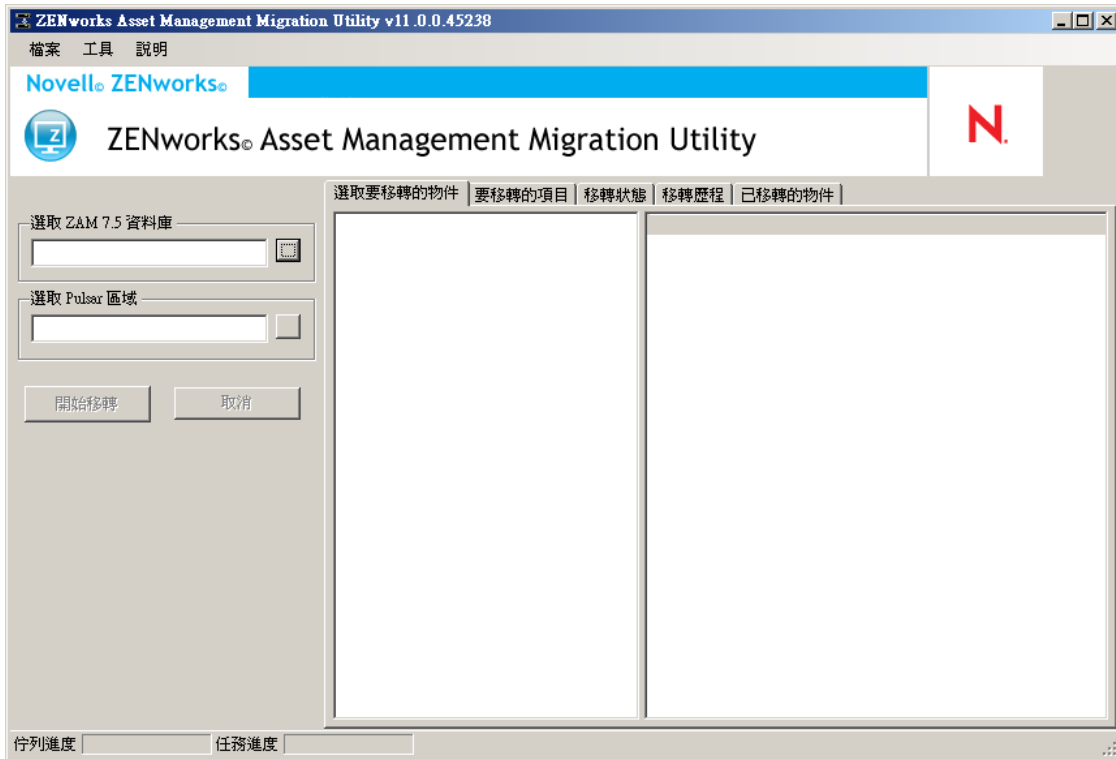 ZENworks Asset Management Migration Utility v11.0.0.45238
檔案 工具 說明
Novell© ZENworks©
Z ZENworks© Asset Management Migration Utility
N.
選取要移轉的物件 要移轉的項目 移轉狀態 移轉歷程 已移轉的物件
選取 ZAM 7.5 資料庫
選取 Pulsar 區域
開始移轉 取消
佇列進度 任務進度